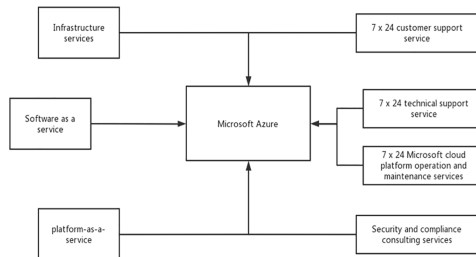 Infrastructure
services
7 x 24 customer support
service
Software as a
service
Microsoft Azure
7 x 24 technical support
service
7 x 24 Microsoft cloud
platform operation and
maintenance services
platform-as-a-
service
Security and compliance
consulting services